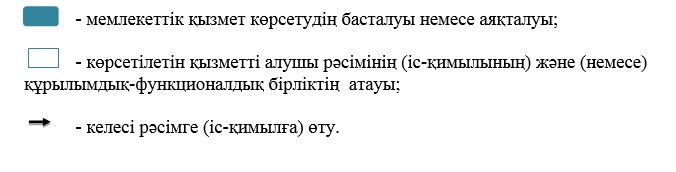 - мемлекеттік қызмет көрсетудің басталуы немесе аяқталуы;
- көрсетілетін қызметті алушы рәсімінің (іс-қимылының) және (немесе)
құрылымдық-функционалдық бірліктің атауы;
- келесі рәсімге (іс-қимылға) өту.